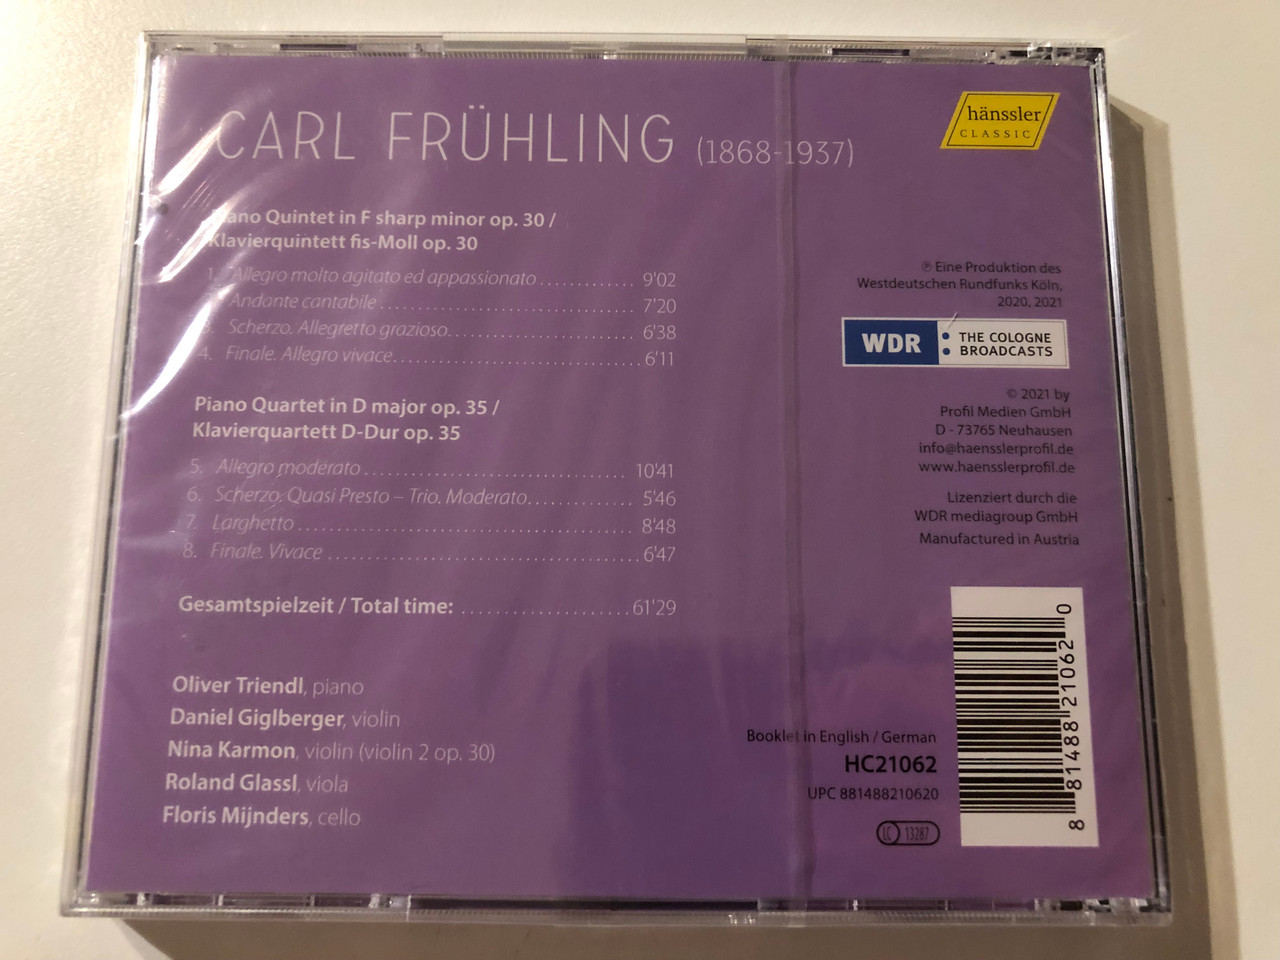 CARL FRÜHLING (1868-1937)
hänssler
CLASSIC
Piano Quintet in F sharp minor op. 30 /
Klavierquintett fis-Moll op. 30
1. Allegro molto agitato ed appassionato ............. 9'02
Andante cantabile ................................... 7'20
3. Scherzo. Allegretto grazioso. ......................... 6'38
4. Finale. Allegro vivace. ................................ 6'11
Piano Quartet in D major op. 35 /
Klavierquartett D-Dur op. 35
5. Allegro moderato .................................... 10'41
6. Scherzo. Quasi Presto – Trio. Moderato. .............. 5'46
7. Larghetto ............................................. 8'48
8. Finale. Vivace ......................................... 6'47
Gesamtspielzeit / Total time: ........................ 61'29
Oliver Triendl, piano
Daniel Giglberger, violin
Nina Karmon, violin (violin 2 op. 30)
Roland Glassl, viola
Floris Mijnders, cello
℗ Eine Produktion des
Westdeutschen Rundfunks Köln,
2020, 2021
WDR: THE COLOGNE
BROADCASTS
© 2021 by
Profil Medien GmbH
D - 73765 Neuhausen
info@haensslerprofil.de
www.haensslerprofil.de
Lizenziert durch die
WDR mediagroup GmbH
Manufactured in Austria
Booklet in English / German
HC21062
UPC 881488210620
LC 13287
8 81488 21062 0